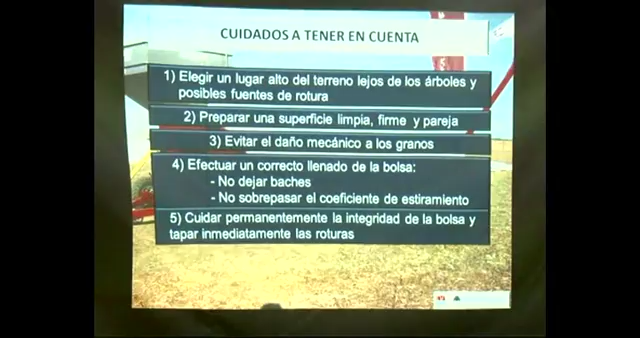 CUIDADOS A TENER EN CUENTA
1) Elegir un lugar alto del terreno lejos de los árboles y
posibles fuentes de rotura
2) Preparar una superficie limpia, firme y pareja
3) Evitar el daño mecánico a los granos
4) Efectuar un correcto llenado de la bolsa:
- No dejar baches
- No sobrepasar el coeficiente de estiramiento
5) Cuidar permanentemente la integridad de la bolsa y
tapar inmediatamente las roturas